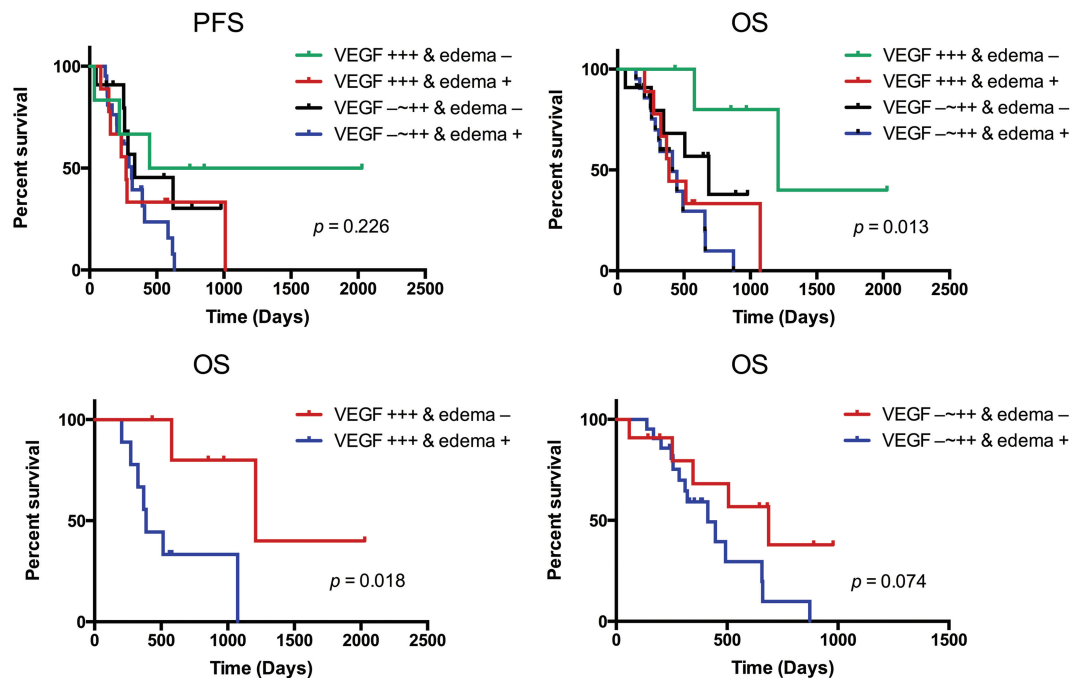 PFS
VEGF +++ & edema –
VEGF +++ & edema +
VEGF –~++ & edema –
VEGF –~++ & edema +
100
50
0
Percent survival
p = 0.226
0 500 1000 1500 2000 2500
Time (Days)
OS
VEGF +++ & edema –
VEGF +++ & edema +
VEGF –~++ & edema –
VEGF –~++ & edema +
100
50
0
Percent survival
p = 0.013
0 500 1000 1500 2000 2500
Time (Days)
OS
VEGF +++ & edema –
VEGF +++ & edema +
100
50
0
Percent survival
p = 0.018
0 500 1000 1500 2000 2500
Time (Days)
OS
VEGF –~++ & edema –
VEGF –~++ & edema +
100
50
0
Percent survival
p = 0.074
0 500 1000 1500
Time (Days)